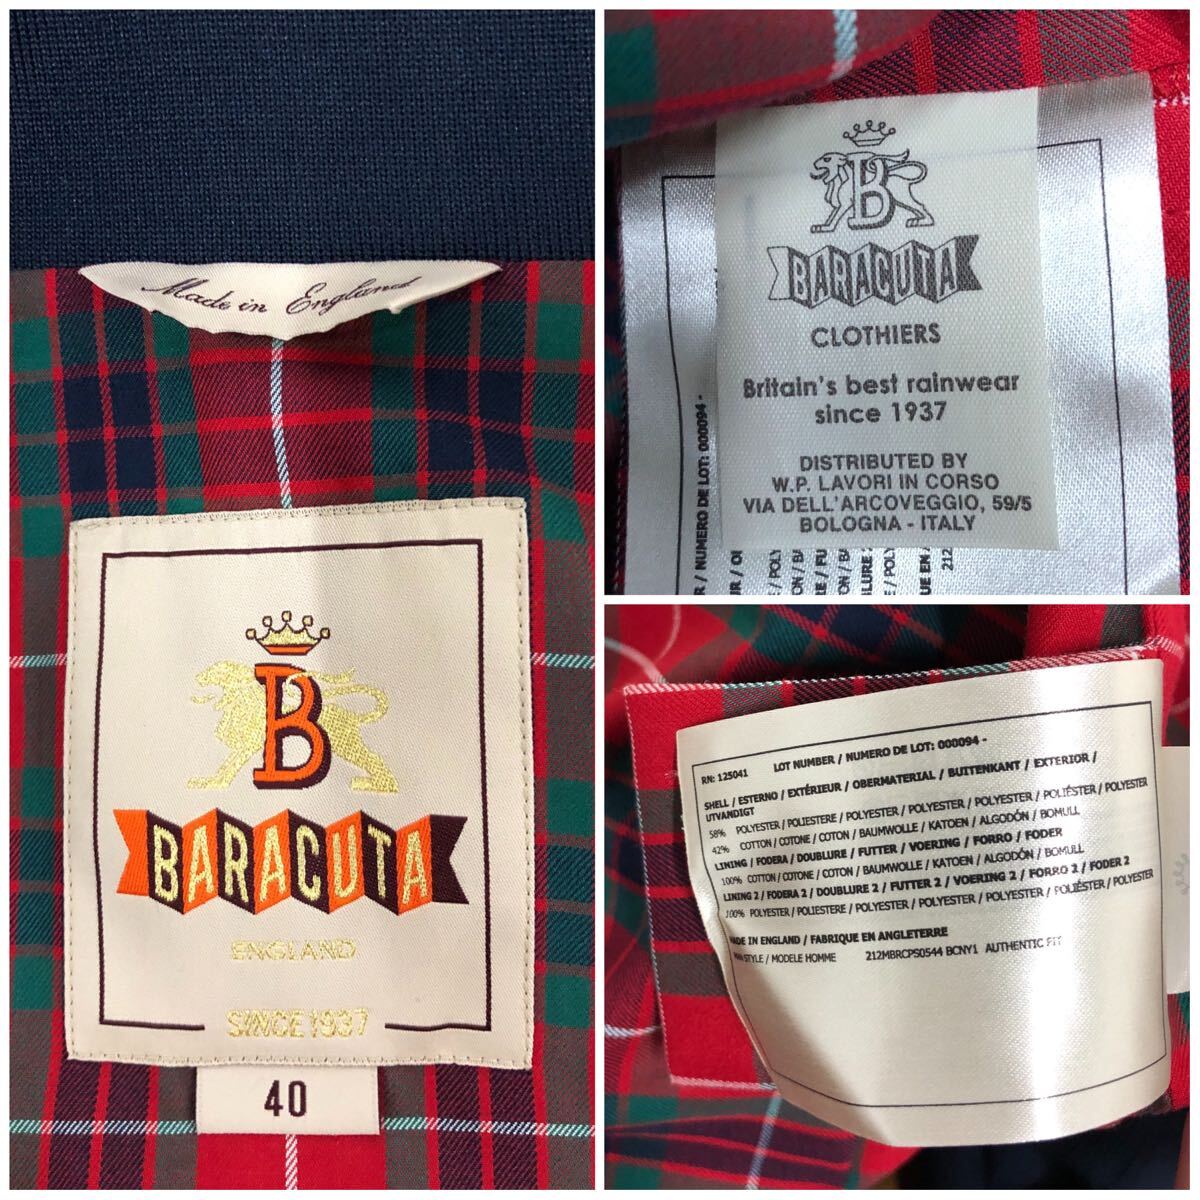 Made in England
B
BARACUTA
ENGLAND
SINCE 1937
40
B
BARACUTA
CLOTHIERS
Britain's best rainwear
since 1937
DISTRIBUTED BY
W.P. LAVORI IN CORSO
VIA DELL'ARCOVEGGIO, 59/5
BOLOGNA - ITALY
/ NUMERO DE LOT: 000094 -
RN: 125041 LOT NUMBER / NUMERO DE LOT: 000094 -
SHELL / ESTERNO / EXTÉRIEUR / OBERMATERIAL / BUITENKANT / EXTERIOR /
UTVANDIGT
58% POLYESTER / POLIESTERE / POLYESTER / POLYESTER / POLYESTER / POLIÉSTER / POLYESTER
42% COTTON / COTONE / COTON / BAUMWOLLE / KATOEN / ALGODÓN / BOMULL
LINING / FODERA / DOUBLURE / FUTTER / VOERING / FORRO / FODER
100% COTTON / COTONE / COTON / BAUMWOLLE / KATOEN / ALGODÓN / BOMULL
LINING 2 / FODERA 2 / DOUBLURE 2 / FUTTER 2 / VOERING 2 / FORRO 2 / FODER 2
100% POLYESTER / POLIESTERE / POLYESTER / POLYESTER / POLYESTER / POLIÉSTER / POLYESTER
MADE IN ENGLAND / FABRIQUE EN ANGLETERRE
MAN STYLE / MODELE HOMME 212MBRCPS0544 BCNY1 AUTHENTIC FIT